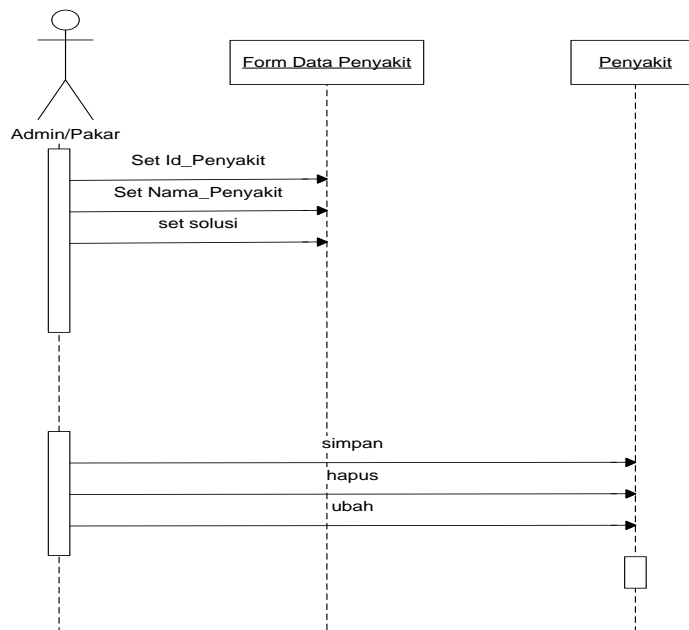 Form Data Penyakit
Penyakit
Admin/Pakar
Set Id_Penyakit
Set Nama_Penyakit
set solusi
simpan
hapus
ubah